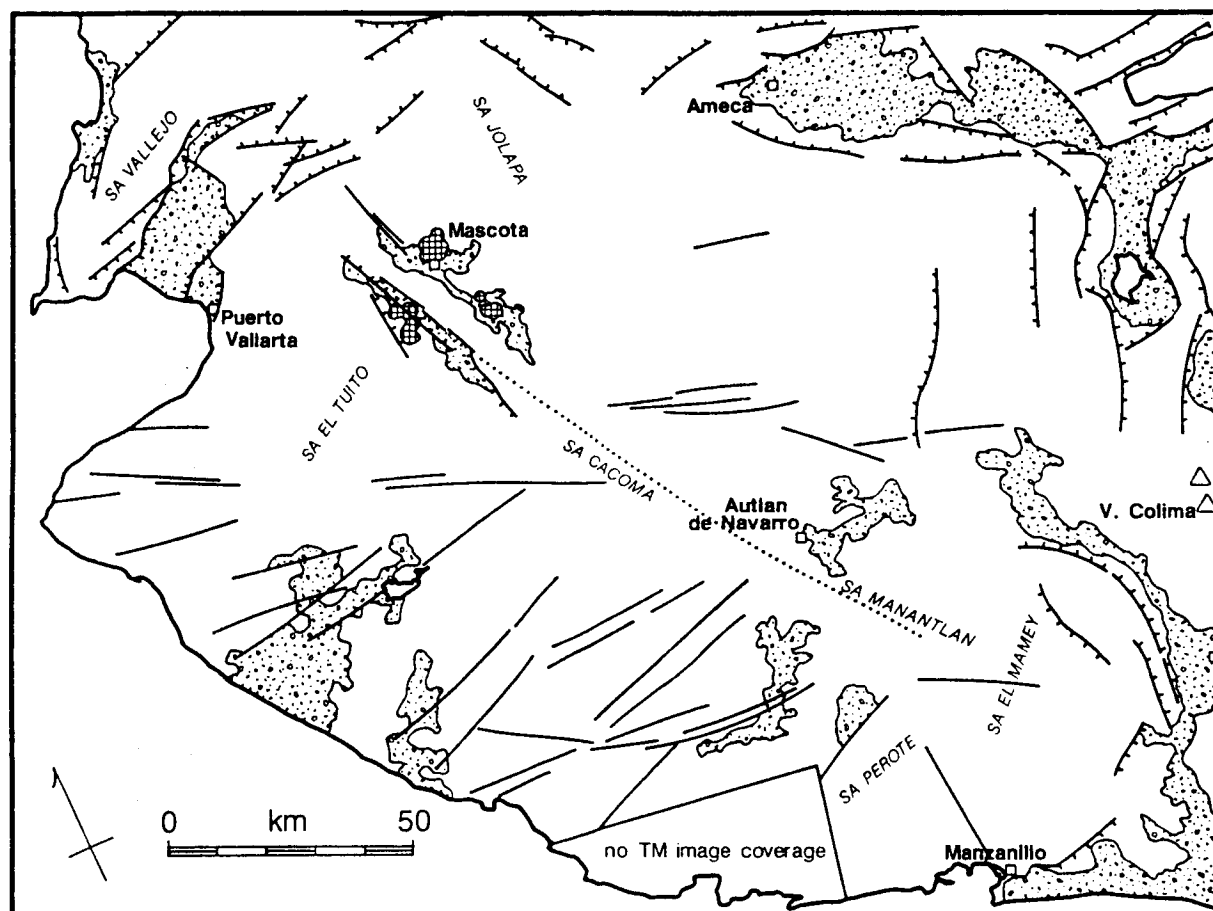 SA VALLEJO
SA JOLAPA
Ameca
Mascota
Puerto
Vallarta
SA EL TUITO
SA CACOMA
Autlan
de Navarro
V. Colima
SA MANANTLAN
SA EL MAMEY
SA PEROTE
0 km 50
no TM image coverage
Manzanillo